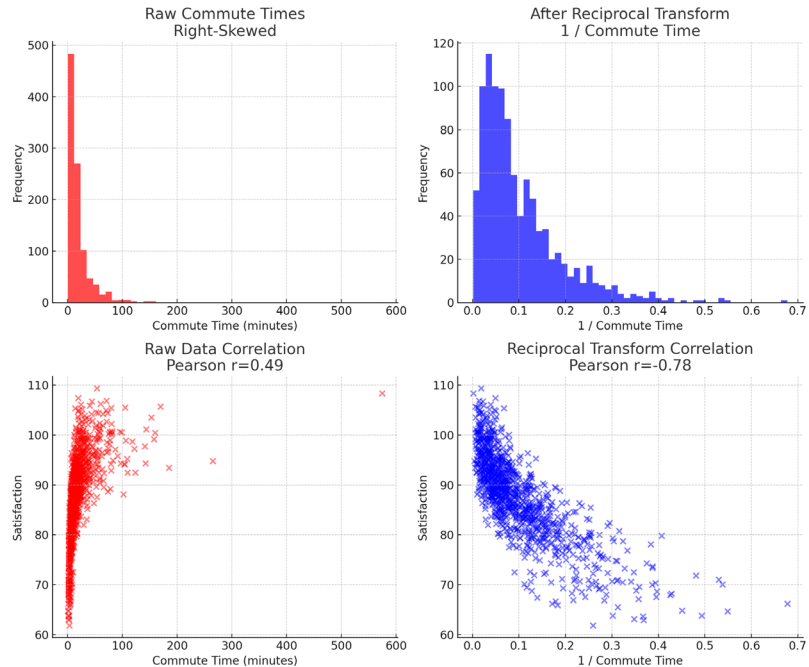 Raw Commute Times
Right-Skewed
500
400
300
200
100
0
Frequency
0 100 200 300 400 500 600
Commute Time (minutes)
After Reciprocal Transform
1 / Commute Time
120
100
80
60
40
20
0
Frequency
0.0 0.1 0.2 0.3 0.4 0.5 0.6 0.7
1 / Commute Time
Raw Data Correlation
Pearson r=0.49
110
100
90
80
70
60
Satisfaction
0 100 200 300 400 500 600
Commute Time (minutes)
Reciprocal Transform Correlation
Pearson r=-0.78
110
100
90
80
70
60
Satisfaction
0.0 0.1 0.2 0.3 0.4 0.5 0.6 0.7
1 / Commute Time